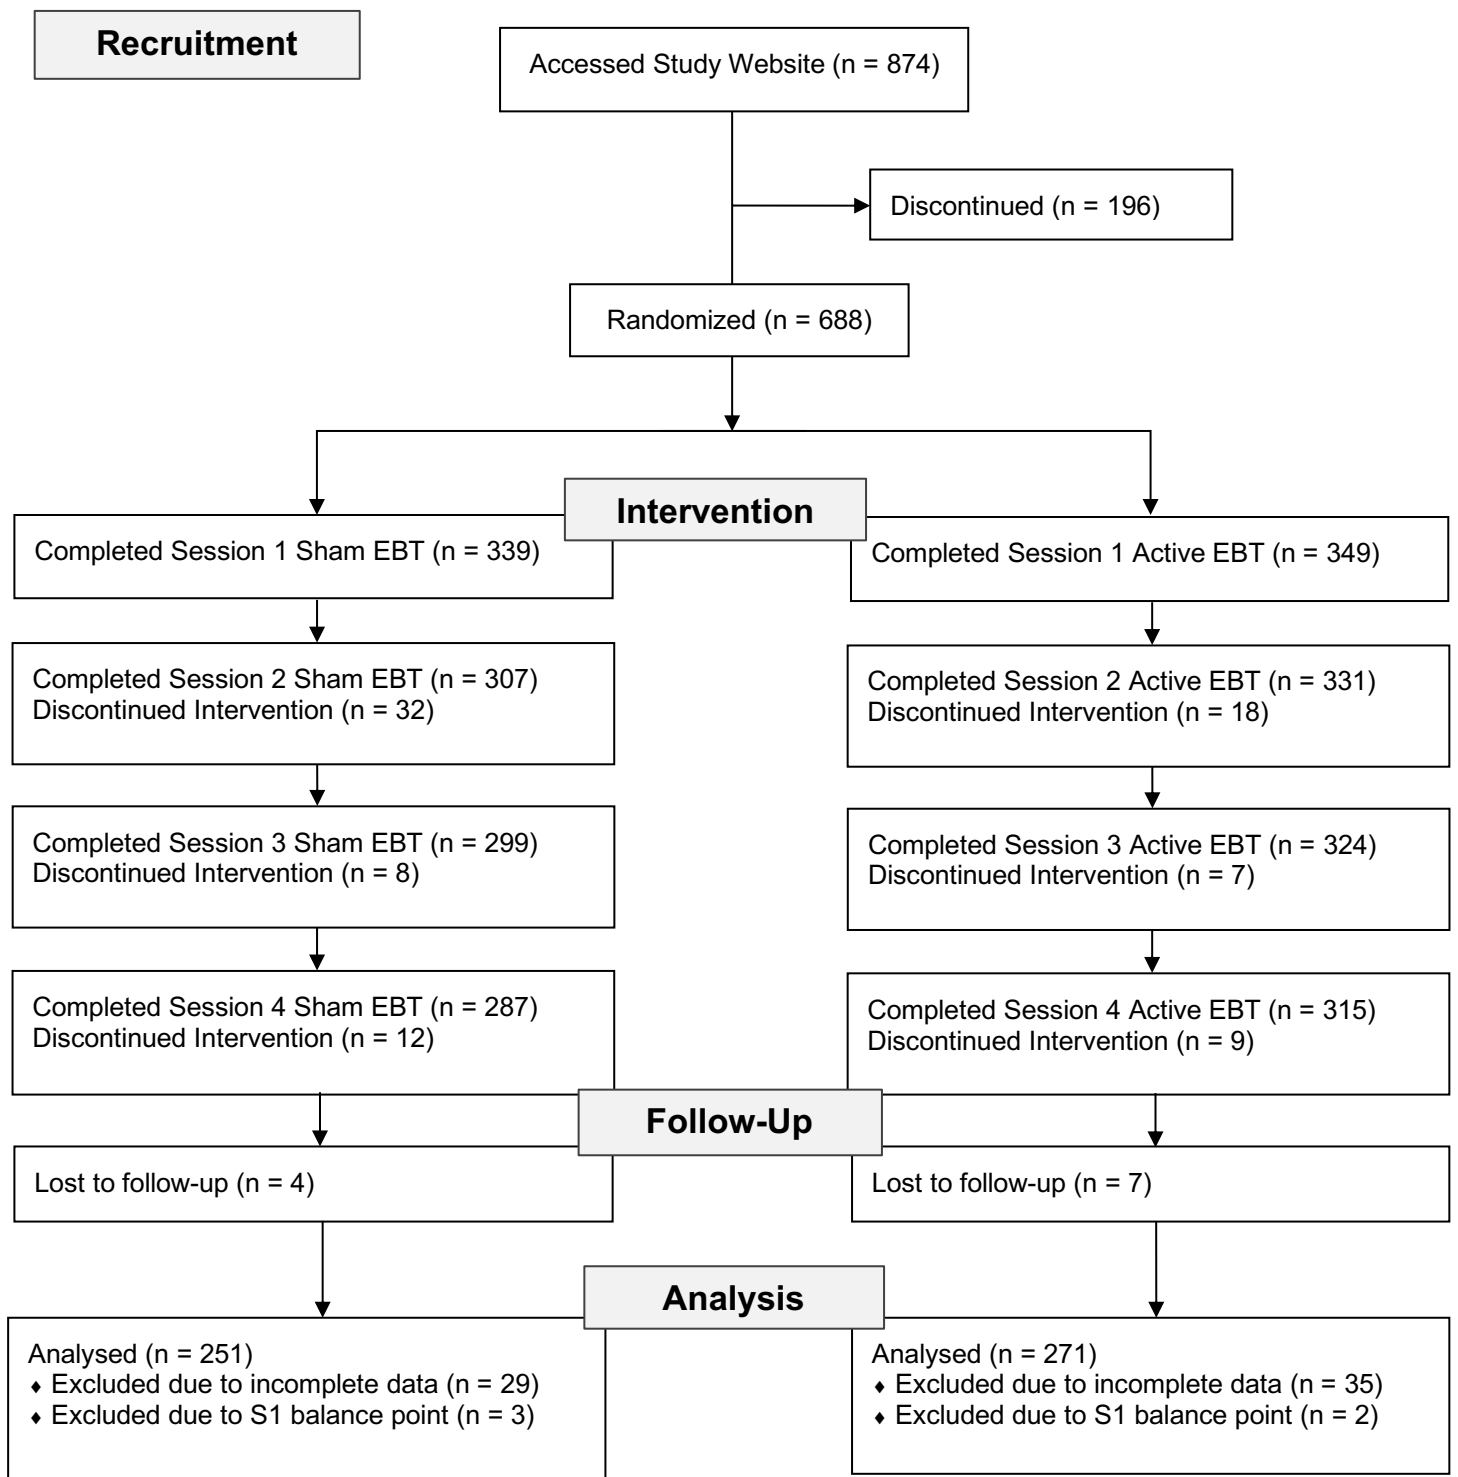 Recruitment
Accessed Study Website (n = 874)
Discontinued (n = 196)
Randomized (n = 688)
Intervention
Completed Session 1 Sham EBT (n = 339)
Completed Session 1 Active EBT (n = 349)
Completed Session 2 Sham EBT (n = 307)
Discontinued Intervention (n = 32)
Completed Session 2 Active EBT (n = 331)
Discontinued Intervention (n = 18)
Completed Session 3 Sham EBT (n = 299)
Discontinued Intervention (n = 8)
Completed Session 3 Active EBT (n = 324)
Discontinued Intervention (n = 7)
Completed Session 4 Sham EBT (n = 287)
Discontinued Intervention (n = 12)
Completed Session 4 Active EBT (n = 315)
Discontinued Intervention (n = 9)
Follow-Up
Lost to follow-up (n = 4)
Lost to follow-up (n = 7)
Analysis
Analysed (n = 251)
♦ Excluded due to incomplete data (n = 29)
♦ Excluded due to S1 balance point (n = 3)
Analysed (n = 271)
♦ Excluded due to incomplete data (n = 35)
♦ Excluded due to S1 balance point (n = 2)